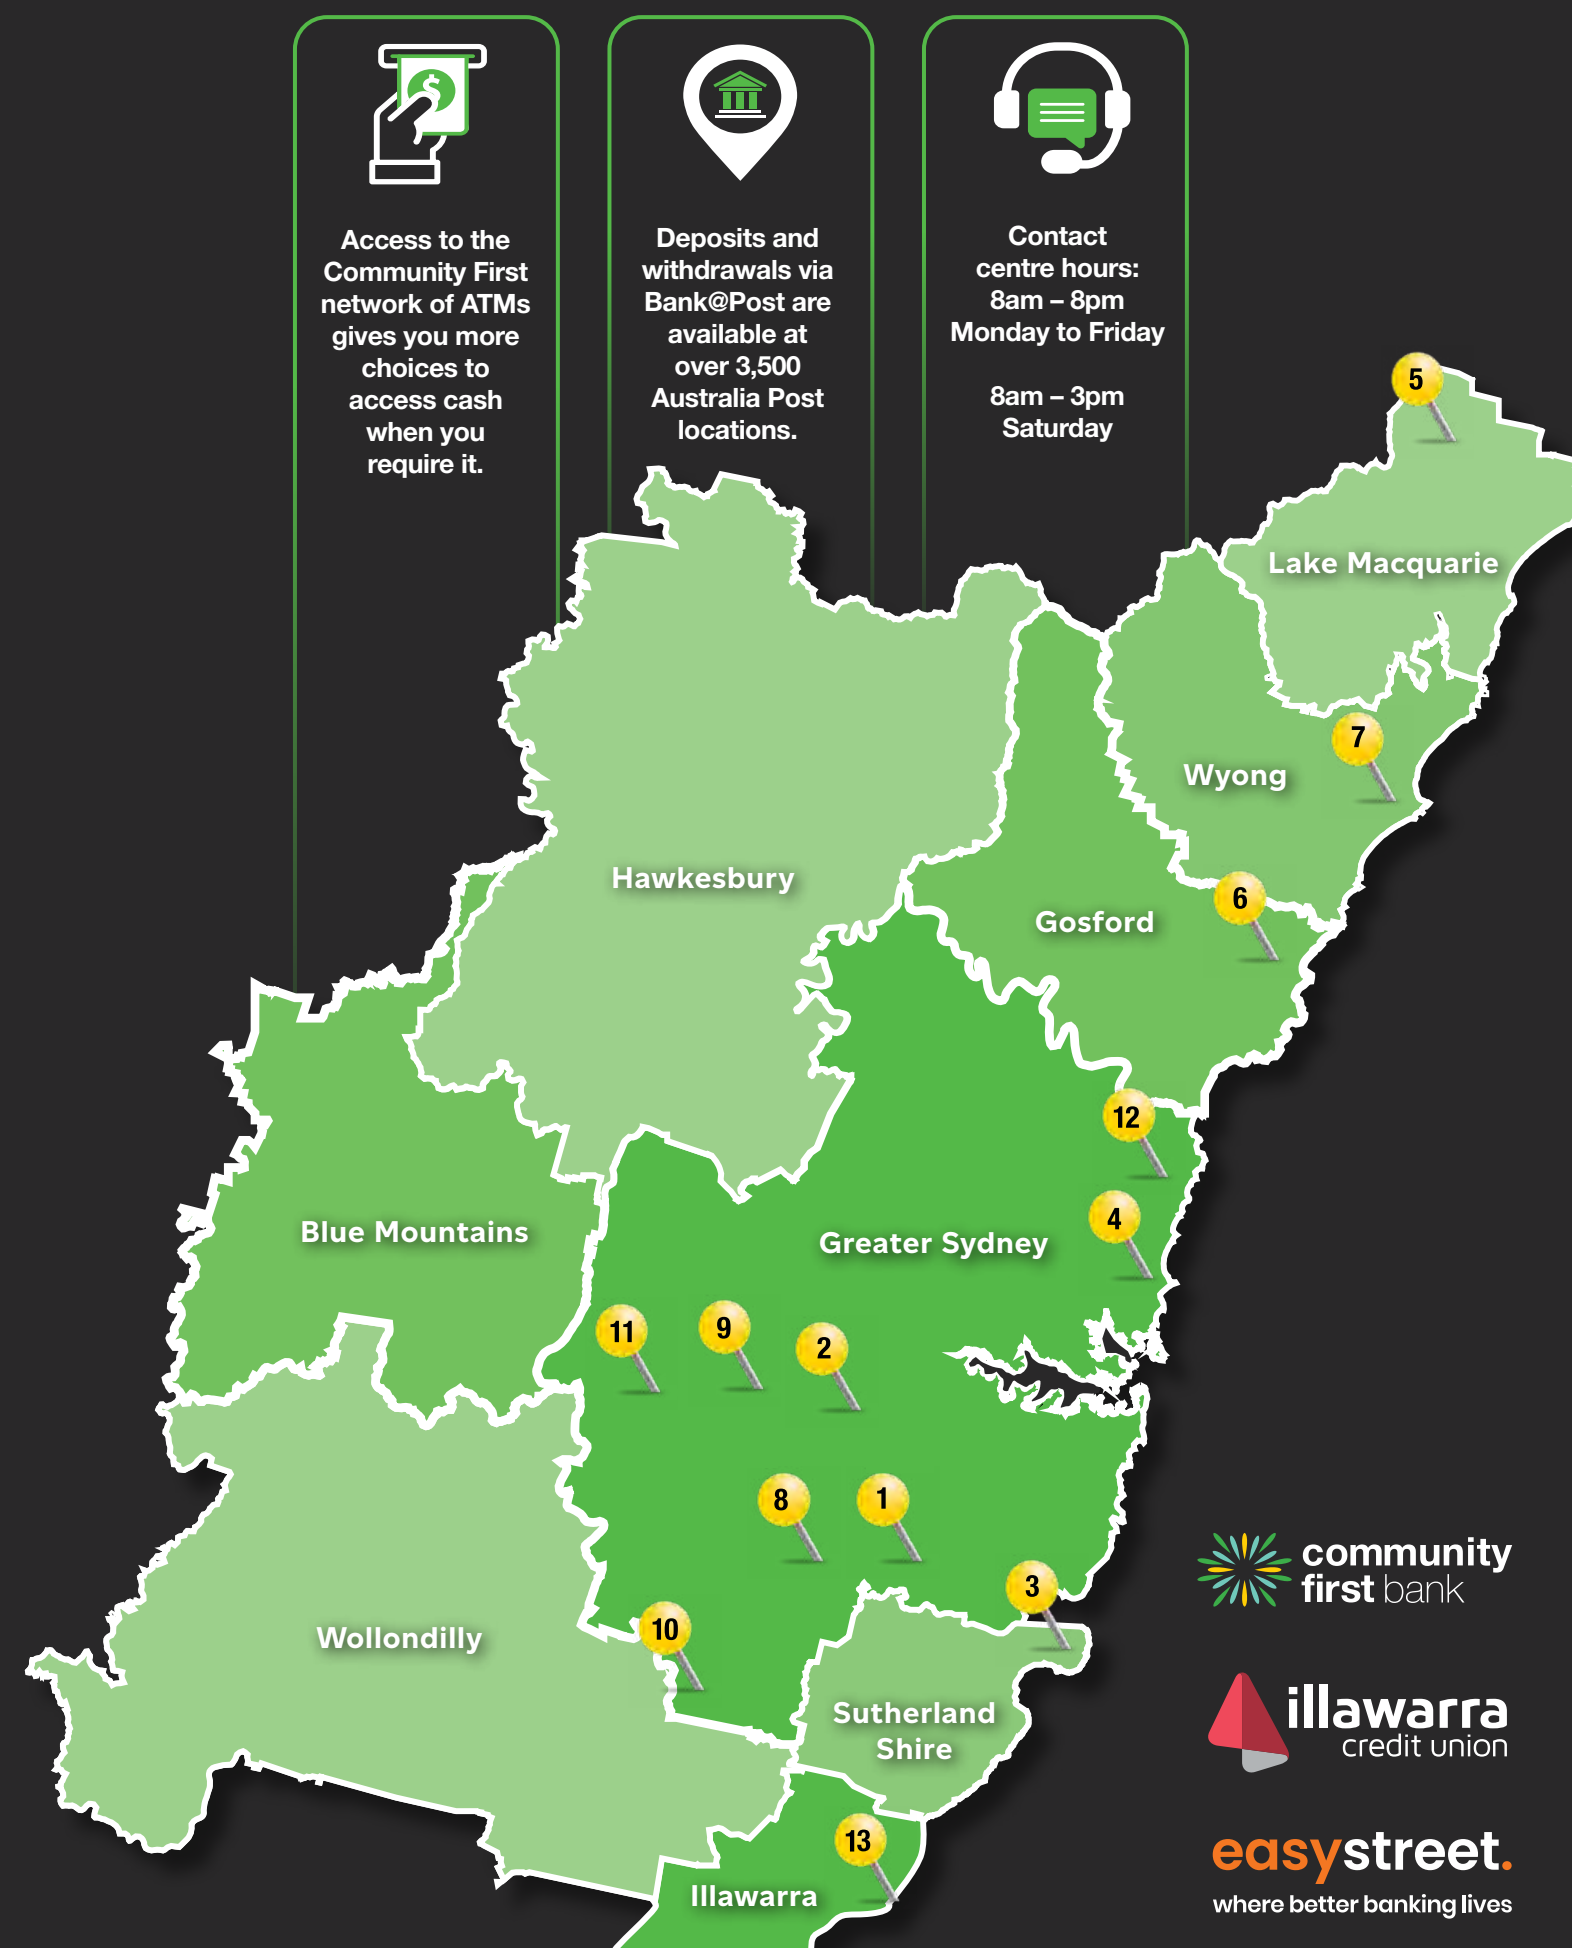 $
Access to the
Community First
network of ATMs
gives you more
choices to
access cash
when you
require it.
Deposits and
withdrawals via
Bank@Post are
available at
over 3,500
Australia Post
locations.
Contact
centre hours:
8am – 8pm
Monday to Friday
8am – 3pm
Saturday
5
Lake Macquarie
7
Wyong
Hawkesbury
6
Gosford
12
4
Blue Mountains
Greater Sydney
11
9
2
8
1
3
10
Wollondilly
Sutherland
Shire
13
Illawarra
community
first bank
illawarra
credit union
easystreet.
where better banking lives